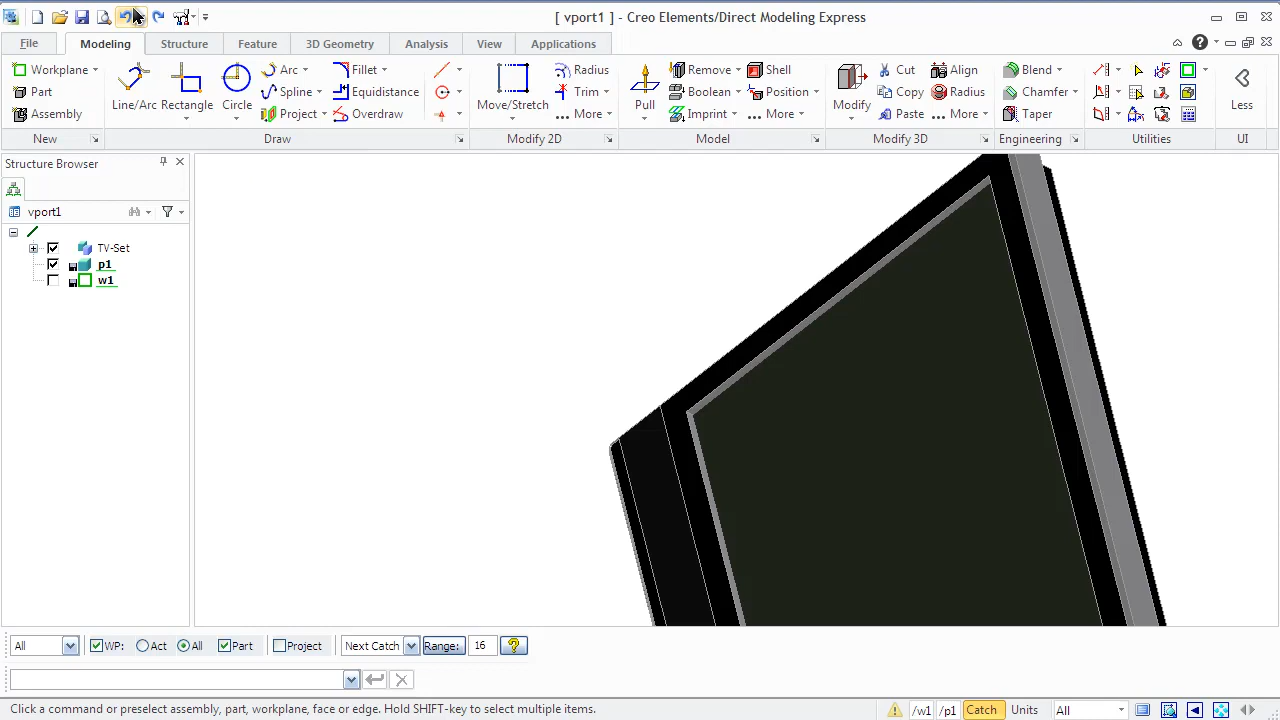 [ vport1 ] - Creo Elements/Direct Modeling Express
File Modeling Structure Feature 3D Geometry Analysis View Applications
Workplane
Part
Assembly
New
Line/Arc
Rectangle
Circle
Arc
Spline
Project
Fillet
Equidistance
Overdraw
Draw
Move/Stretch
Radius
Trim
More
Modify 2D
Pull
Remove
Boolean
Imprint
Shell
Position
More
Model
Modify
Cut
Copy
Paste
Align
Radius
More
Modify 3D
Blend
Chamfer
Taper
Engineering
Utilities
Less
UI
Structure Browser
vport1
TV-Set
p1
w1
All WP: Act All Part Project Next Catch Range: 16
Click a command or preselect assembly, part, workplane, face or edge. Hold SHIFT-key to select multiple items. /w1 /p1 Catch Units All